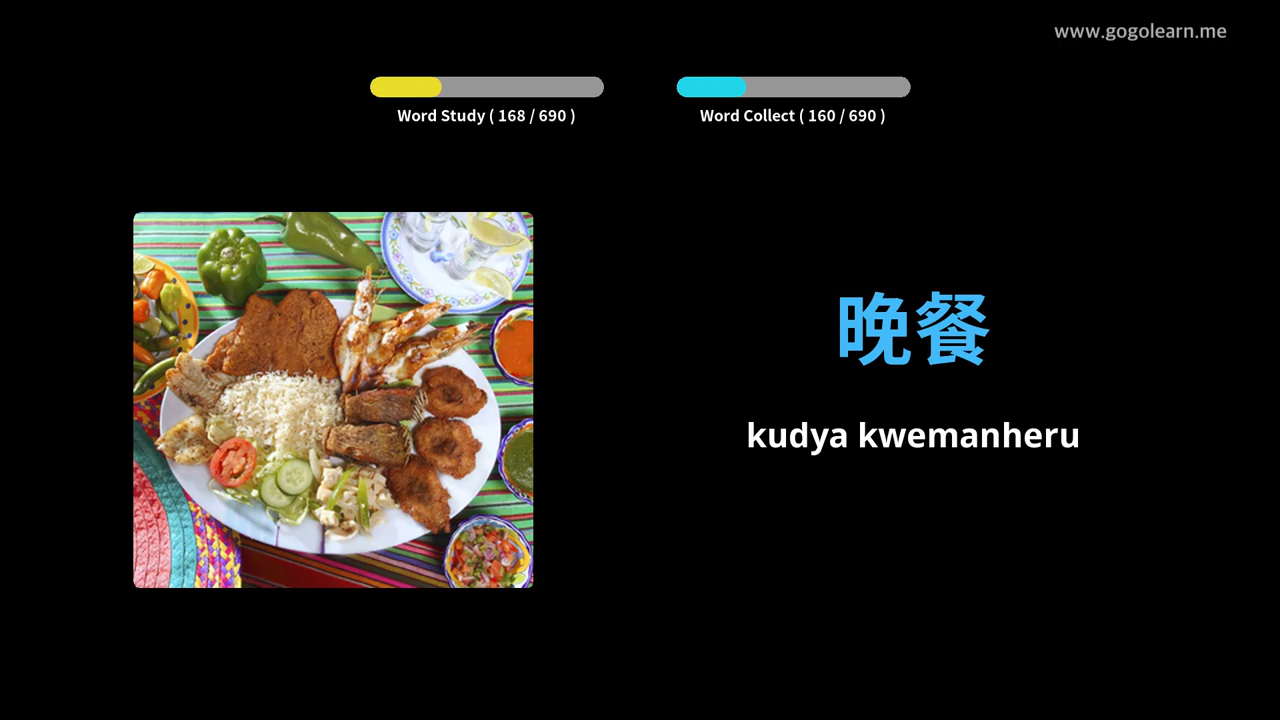 www.gogolearn.me
Word Study ( 168 / 690 )
Word Collect ( 160 / 690 )
晚餐
kudya kwemanheru